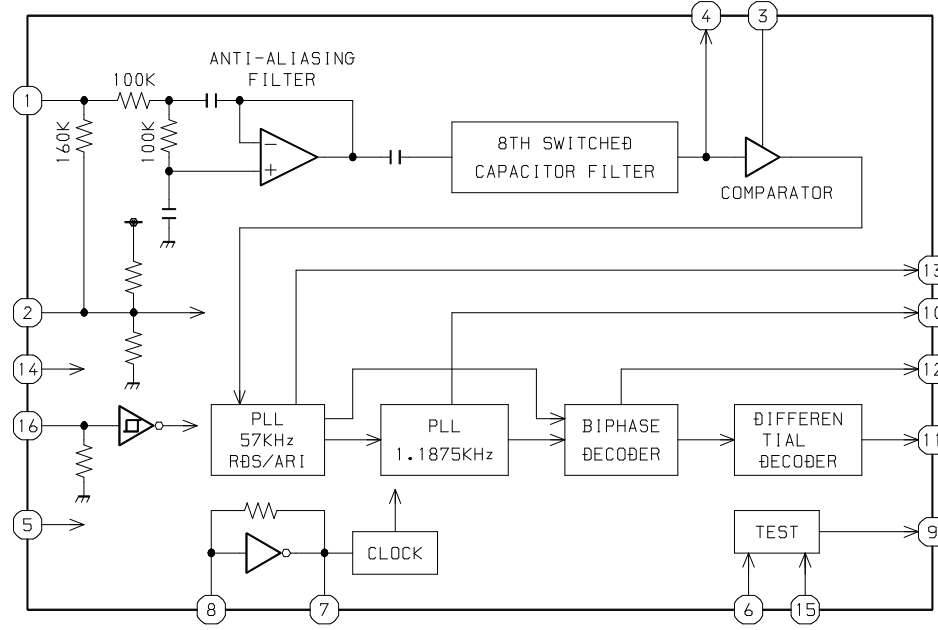 4
3
ANTI-ALIASING
FILTER
1
100K
160K
100K
−
+
8TH SWITCHED
CAPACITOR FILTER
COMPARATOR
13
2
10
14
12
16
PLL
57KHz
RDS/ARI
PLL
1.1875KHz
BIPHASE
DECODER
DIFFEREN
TIAL
DECODER
11
5
CLOCK
TEST
9
8
7
6
15